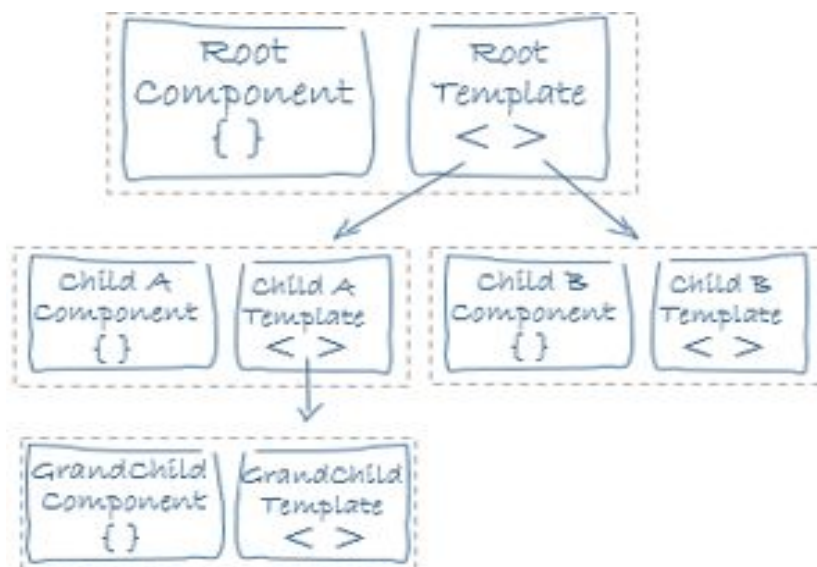 Root
Component
{ }
Root
Template
< >
Child A
Component
{ }
Child A
Template
< >
Child B
Component
{ }
Child B
Template
< >
GrandChild
Component
{ }
GrandChild
Template
< >